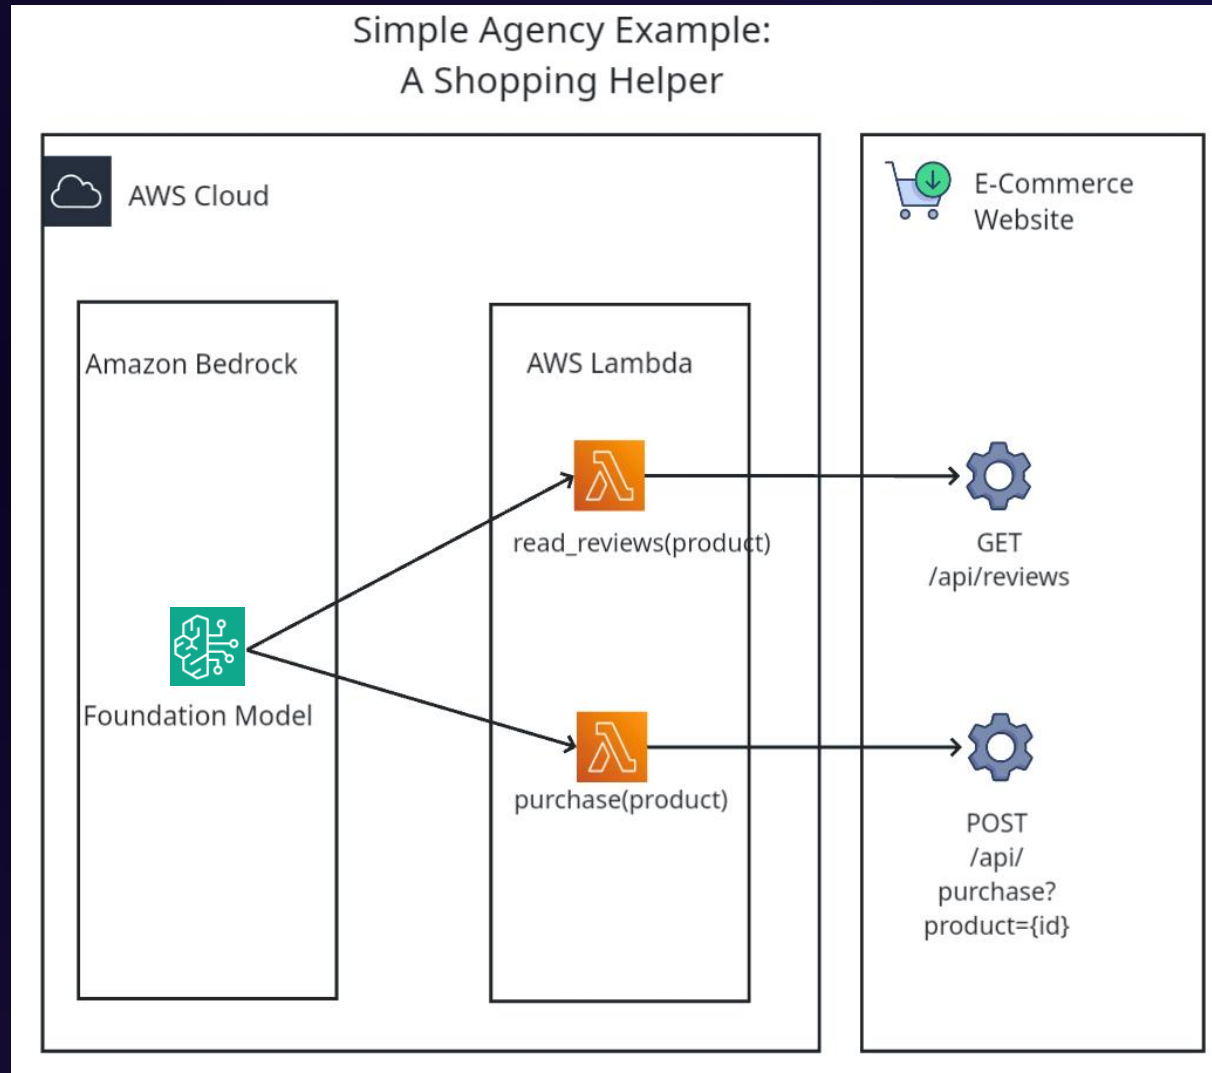 Simple Agency Example:
A Shopping Helper
AWS Cloud
Amazon Bedrock
Foundation Model
AWS Lambda
read_reviews(product)
purchase(product)
E-Commerce
Website
GET
/api/reviews
POST
/api/
purchase?
product={id}